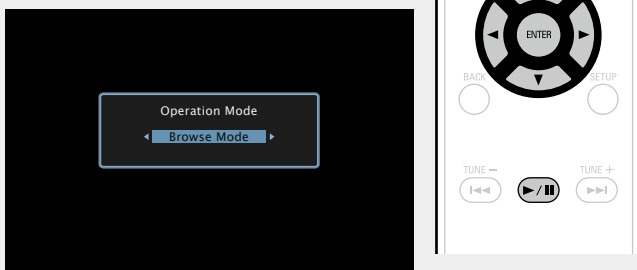 Operation Mode
Browse Mode
ENTER
BACK
SETUP
TUNE –
TUNE +